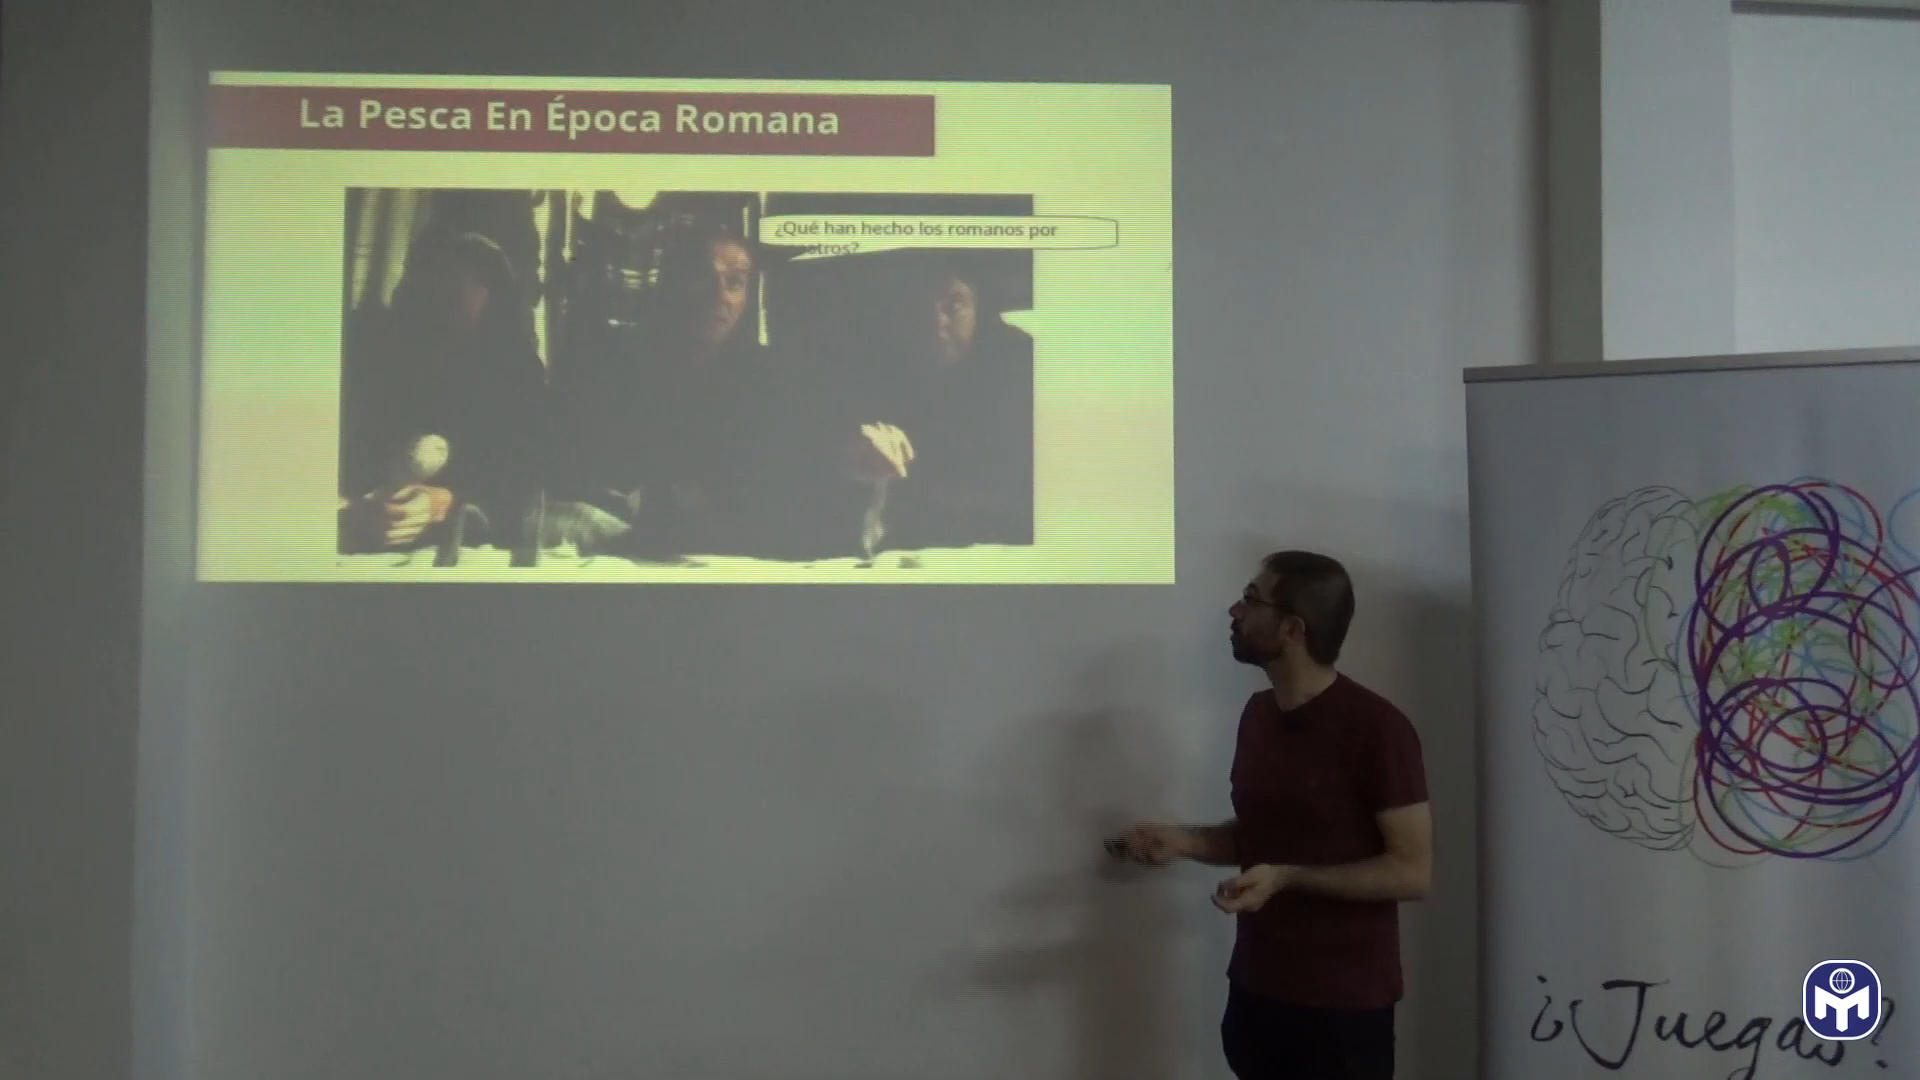 La Pesca En Época Romana
¿Qué han hecho los romanos por
nosotros?
¿¡Juegas!?